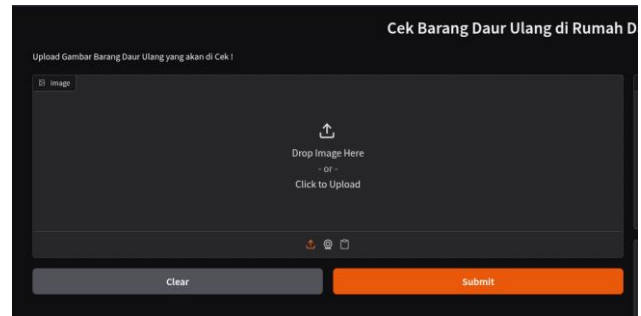 Cek Barang Daur Ulang di Rumah D
Upload Gambar Barang Daur Ulang yang akan di Cek !
Image
Drop Image Here
- or -
Click to Upload
Clear
Submit